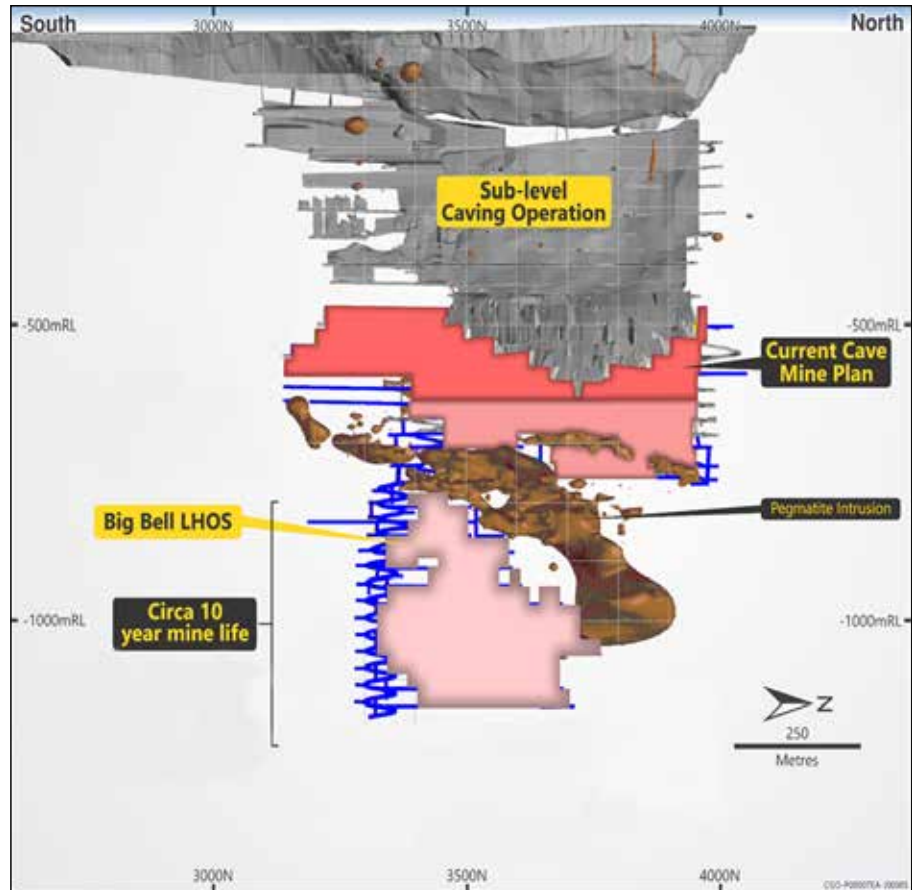 South 3000N 3500N 4000N North
Sub-level
Caving Operation
-500mRL -500mRL
Current Cave
Mine Plan
Big Bell LHOS
Pegmatite Intrusion
Circa 10
year mine life
-1000mRL -1000mRL
Z
250
Metres
3000N 3500N 4000N